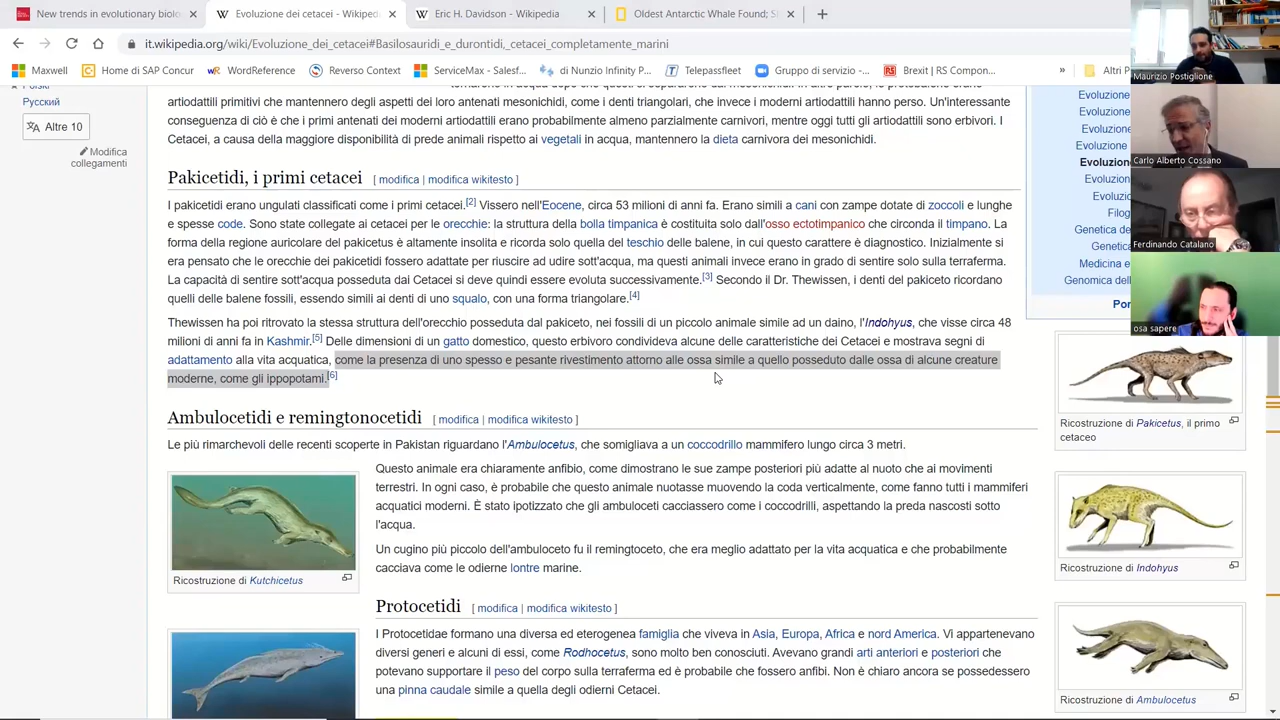 New trends in evolutionary biolo
Evoluzione dei cetacei - Wikiped
Eric H. Davidson - Wikipedia
Oldest Antarctic Whale Found; S
it.wikipedia.org/wiki/Evoluzione_dei_cetacei#Basilosauridi_e_durontidi,_cetacei_completamente_marini
Maxwell
Home di SAP Concur
WordReference
Reverso Context
ServiceMax - Salesf...
di Nunzio Infinity P...
Telepassfleet
Gruppo di servizio -...
Brexit | RS Compon...
»
Altri P
Polski
Русский
Altre 10
Modifica
collegamenti
artiodattili primitivi che mantennero degli aspetti dei loro antenati mesonichidi, come i denti triangolari, che invece i moderni artiodattili hanno perso. Un'interessante
conseguenza di ciò è che i primi antenati dei moderni artiodattili erano probabilmente almeno parzialmente carnivori, mentre oggi tutti gli artiodattili sono erbivori. I
Cetacei, a causa della maggiore disponibilità di prede animali rispetto ai vegetali in acqua, mantennero la dieta carnivora dei mesonichidi.
Pakicetidi, i primi cetacei [ modifica | modifica wikitesto ]
I pakicetidi erano ungulati classificati come i primi cetacei.[2] Vissero nell'Eocene, circa 53 milioni di anni fa. Erano simili a cani con zampe dotate di zoccoli e lunghe
e spesse code. Sono state collegate ai cetacei per le orecchie: la struttura della bolla timpanica è costituita solo dall'osso ectotimpanico che circonda il timpano. La
forma della regione auricolare del pakicetus è altamente insolita e ricorda solo quella del teschio delle balene, in cui questo carattere è diagnostico. Inizialmente si
era pensato che le orecchie dei pakicetidi fossero adattate per riuscire ad udire sott'acqua, ma questi animali invece erano in grado di sentire solo sulla terraferma.
La capacità di sentire sott'acqua posseduta dai Cetacei si deve quindi essere evoluta successivamente.[3] Secondo il Dr. Thewissen, i denti del pakiceto ricordano
quelli delle balene fossili, essendo simili ai denti di uno squalo, con una forma triangolare.[4]
Thewissen ha poi ritrovato la stessa struttura dell'orecchio posseduta dal pakiceto, nei fossili di un piccolo animale simile ad un daino, l'Indohyus, che visse circa 48
milioni di anni fa in Kashmir.[5] Delle dimensioni di un gatto domestico, questo erbivoro condivideva alcune delle caratteristiche dei Cetacei e mostrava segni di
adattamento alla vita acquatica, come la presenza di uno spesso e pesante rivestimento attorno alle ossa simile a quello posseduto dalle ossa di alcune creature
moderne, come gli ippopotami.[6]
Ambulocetidi e remingtonocetidi [ modifica | modifica wikitesto ]
Le più rimarchevoli delle recenti scoperte in Pakistan riguardano l'Ambulocetus, che somigliava a un coccodrillo mammifero lungo circa 3 metri.
Questo animale era chiaramente anfibio, come dimostrano le sue zampe posteriori più adatte al nuoto che ai movimenti
terrestri. In ogni caso, è probabile che questo animale nuotasse muovendo la coda verticalmente, come fanno tutti i mammiferi
acquatici moderni. È stato ipotizzato che gli ambuloceti cacciassero come i coccodrilli, aspettando la preda nascosti sotto
l'acqua.
Un cugino più piccolo dell'ambuloceto fu il remingtoceto, che era meglio adattato per la vita acquatica e che probabilmente
cacciava come le odierne lontre marine.
Ricostruzione di Kutchicetus
Protocetidi [ modifica | modifica wikitesto ]
I Protocetidae formano una diversa ed eterogenea famiglia che viveva in Asia, Europa, Africa e nord America. Vi appartenevano
diversi generi e alcuni di essi, come Rodhocetus, sono molto ben conosciuti. Avevano grandi arti anteriori e posteriori che
potevano supportare il peso del corpo sulla terraferma ed è probabile che fossero anfibi. Non è chiaro ancora se possedessero
una pinna caudale simile a quella degli odierni Cetacei.
Evoluzione
Evoluzione
Evoluzione
Evoluzione
Evoluzio
Evoluzi
Evoluzi
Filog
Genetica de
Genetica
Medicina e
Genomica del
Por
Ricostruzione di Pakicetus, il primo
cetaceo
Ricostruzione di Indohyus
Ricostruzione di Ambulocetus
Maurizio Postiglione
Carlo Alberto Cossano
Ferdinando Catalano
osa sapere